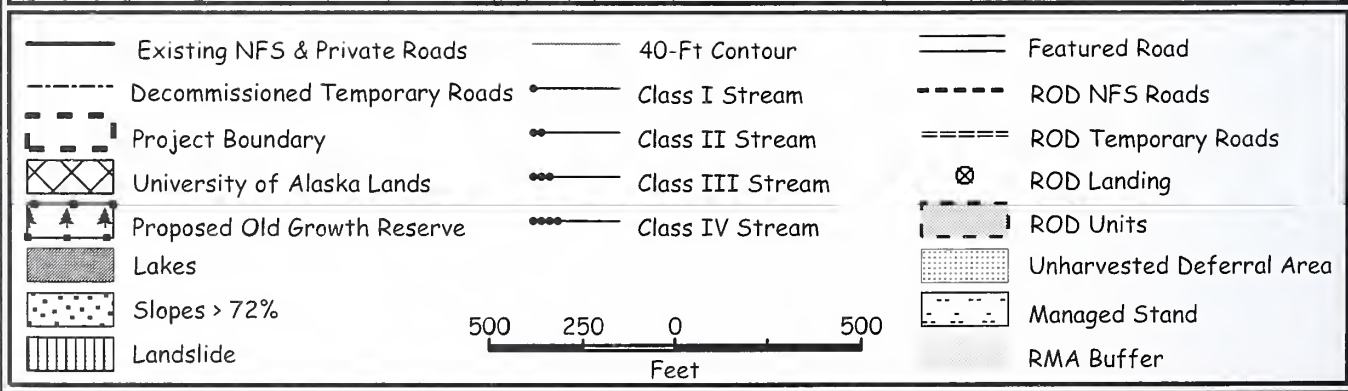 Existing NFS & Private Roads
Decommissioned Temporary Roads
Project Boundary
University of Alaska Lands
Proposed Old Growth Reserve
Lakes
Slopes > 72%
Landslide
40-Ft Contour
Class I Stream
Class II Stream
Class III Stream
Class IV Stream
500 250 0 500
Feet
Featured Road
ROD NFS Roads
ROD Temporary Roads
ROD Landing
ROD Units
Unharvested Deferral Area
Managed Stand
RMA Buffer